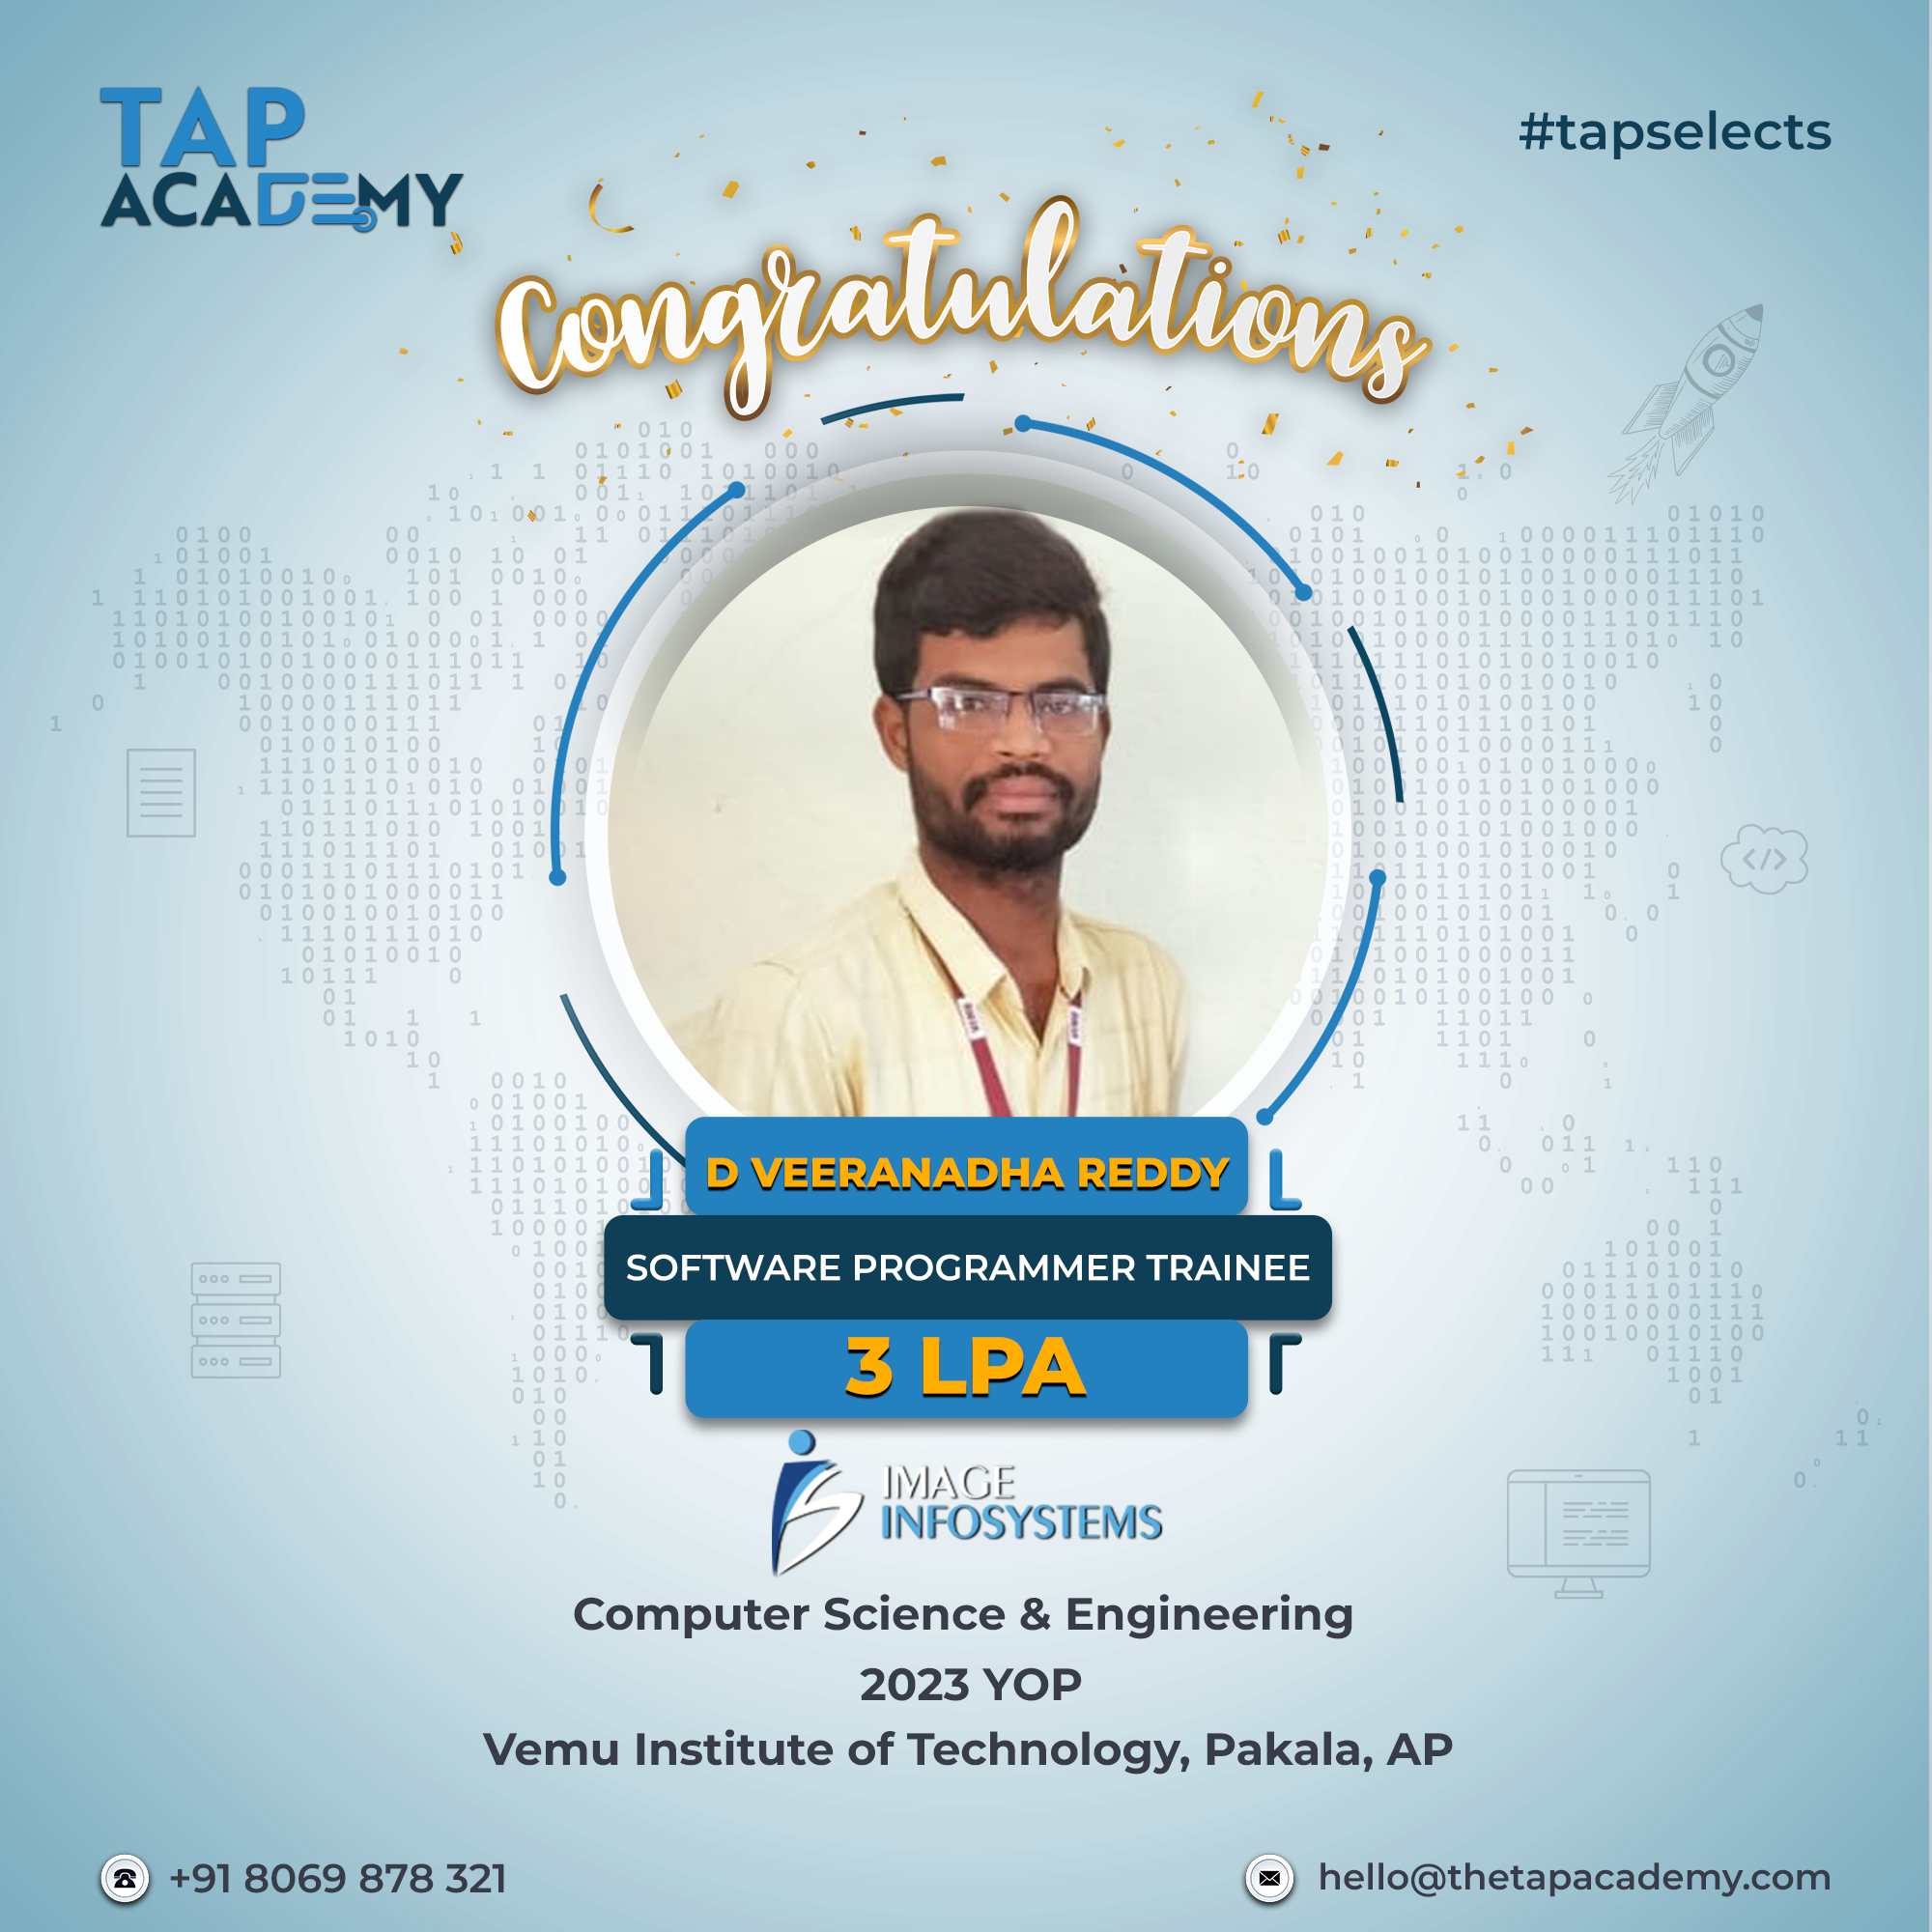 TAP
ACADEMY
#tapselects
Congratulations
D VEERANADHA REDDY
SOFTWARE PROGRAMMER TRAINEE
3 LPA
IMAGE
INFOSYSTEMS
Computer Science & Engineering
2023 YOP
Vemu Institute of Technology, Pakala, AP
+91 8069 878 321
hello@thetapacademy.com